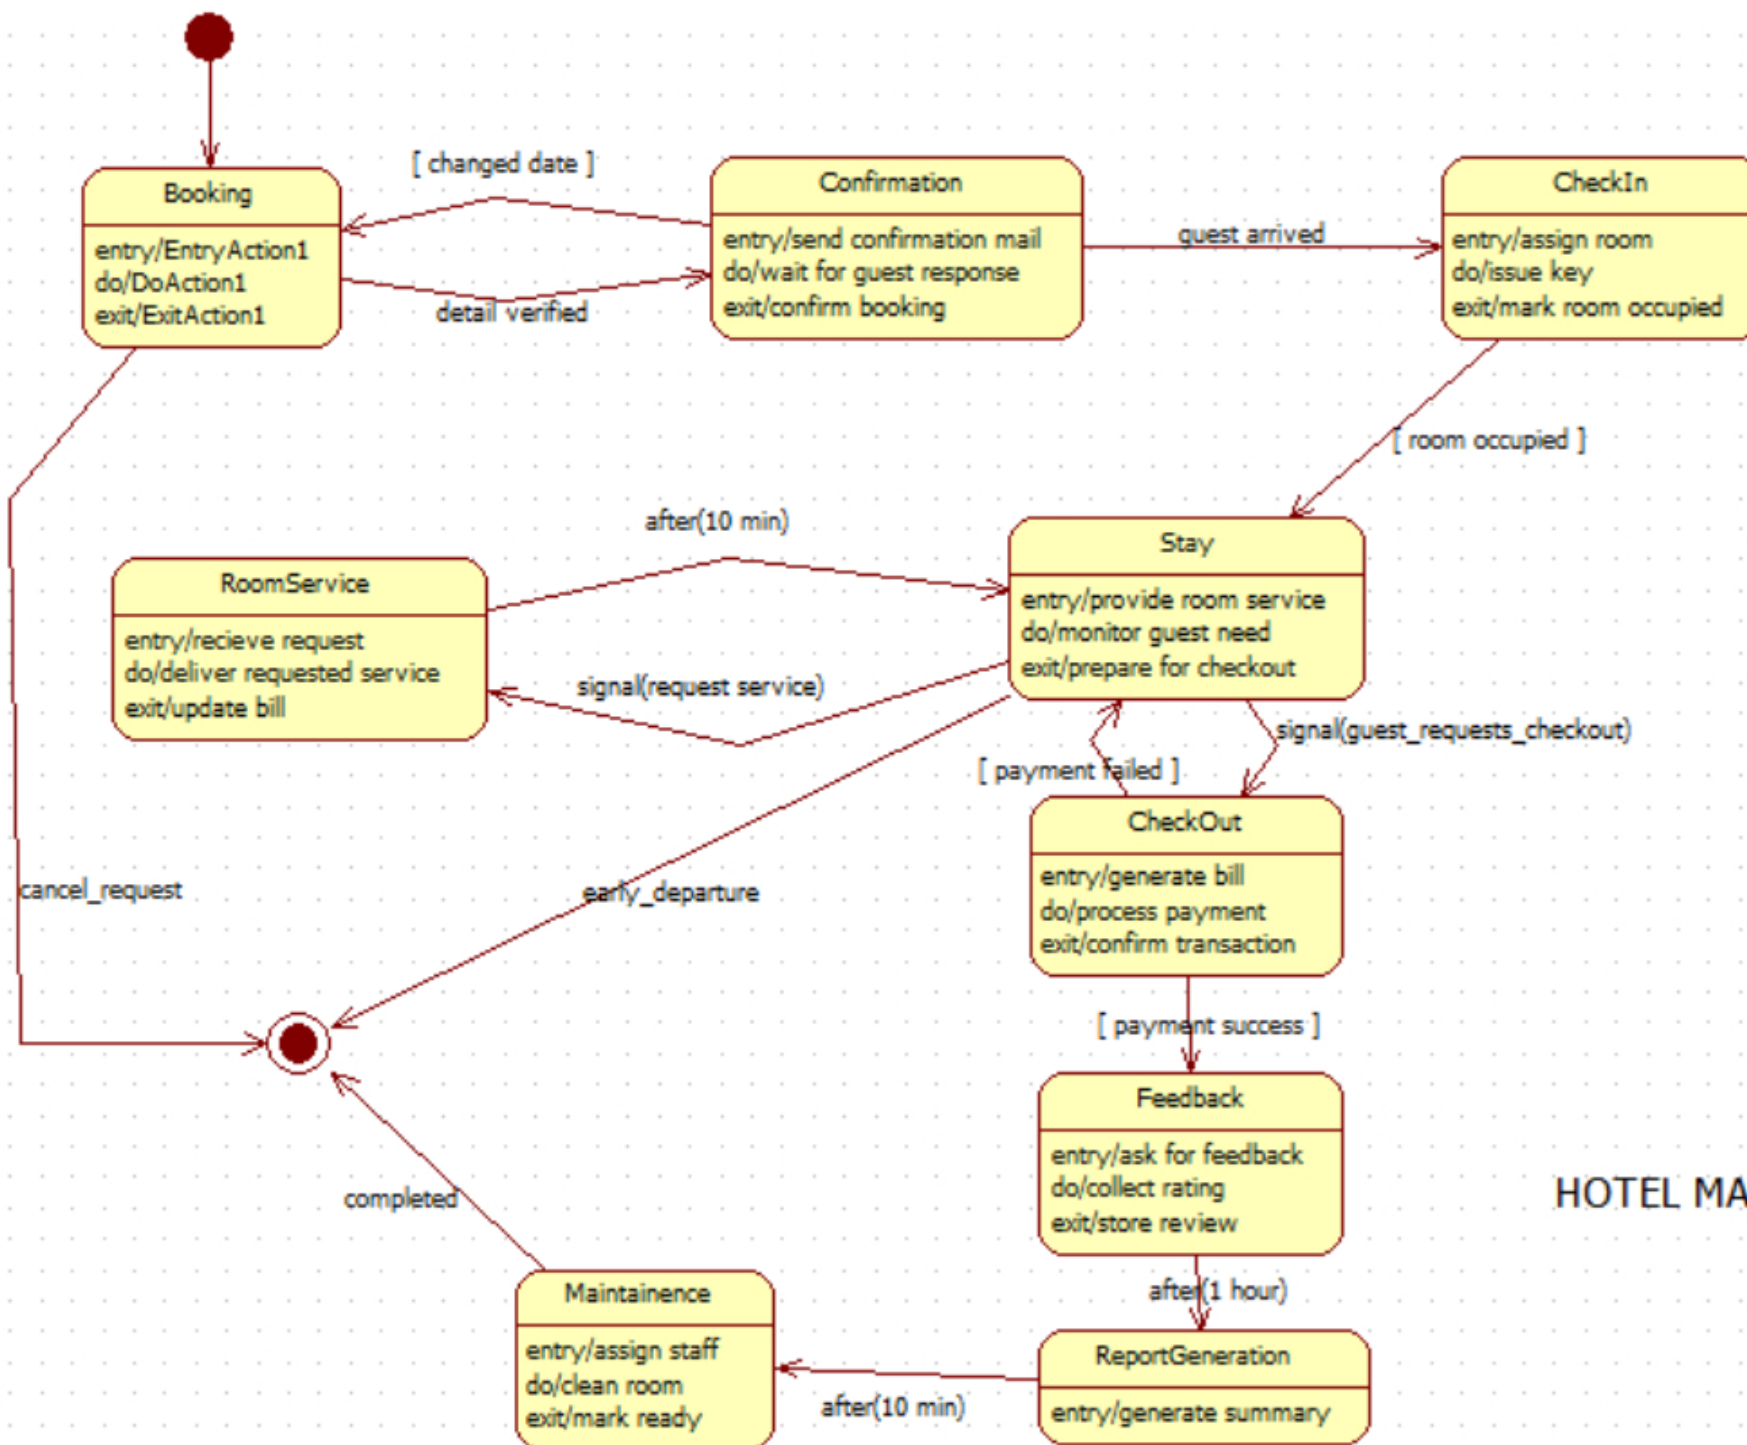 [ changed date ]
Booking
entry/EntryAction1
do/DoAction1
exit/ExitAction1
detail verified
Confirmation
entry/send confirmation mail
do/wait for guest response
exit/confirm booking
guest arrived
CheckIn
entry/assign room
do/issue key
exit/mark room occupied
[ room occupied ]
after(10 min)
Stay
entry/provide room service
do/monitor guest need
exit/prepare for checkout
RoomService
entry/recieve request
do/deliver requested service
exit/update bill
signal(request service)
signal(guest_requests_checkout)
[ payment failed ]
CheckOut
entry/generate bill
do/process payment
exit/confirm transaction
cancel_request
early_departure
[ payment success ]
Feedback
entry/ask for feedback
do/collect rating
exit/store review
HOTEL MA
completed
after(1 hour)
Maintainence
entry/assign staff
do/clean room
exit/mark ready
after(10 min)
ReportGeneration
entry/generate summary